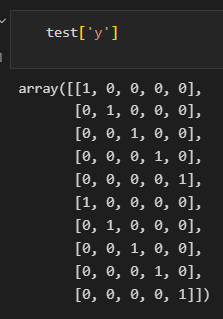 test['y']
array([[1, 0, 0, 0, 0],
       [0, 1, 0, 0, 0],
       [0, 0, 1, 0, 0],
       [0, 0, 0, 1, 0],
       [0, 0, 0, 0, 1],
       [1, 0, 0, 0, 0],
       [0, 1, 0, 0, 0],
       [0, 0, 1, 0, 0],
       [0, 0, 0, 1, 0],
       [0, 0, 0, 0, 1]])